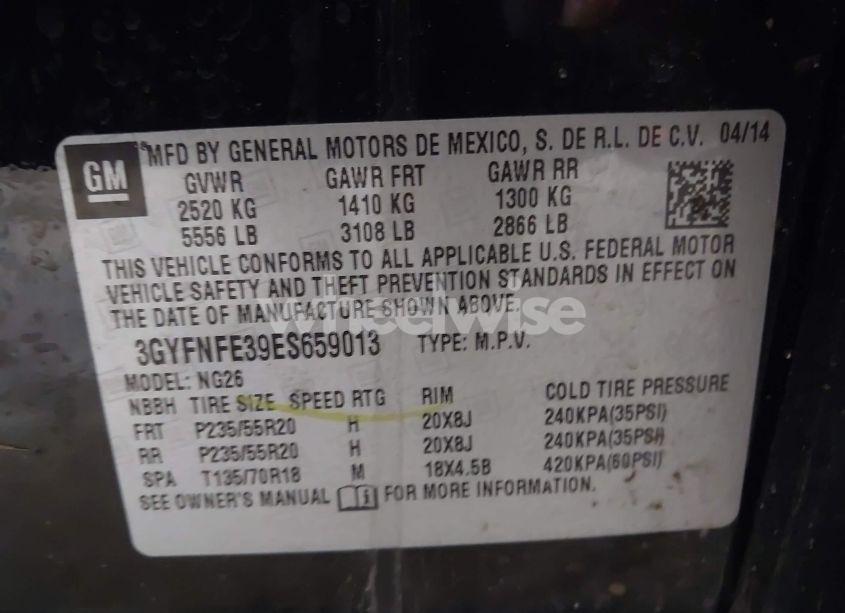 GM
MFD BY GENERAL MOTORS DE MEXICO, S. DE R.L. DE C.V. 04/14
GVWR GAWR FRT GAWR RR
2520 KG 1410 KG 1300 KG
5556 LB 3108 LB 2866 LB
THIS VEHICLE CONFORMS TO ALL APPLICABLE U.S. FEDERAL MOTOR
VEHICLE SAFETY AND THEFT PREVENTION STANDARDS IN EFFECT ON
THE DATE OF MANUFACTURE SHOWN ABOVE.
wheelwise
3GYFNFE39ES659013 TYPE: M.P.V.
MODEL: NG26
NBBH TIRE SIZE SPEED RTG RIM COLD TIRE PRESSURE
FRT P235/55R20 H 20X8J 240KPA(35PSI)
RR P235/55R20 H 20X8J 240KPA(35PSI)
SPA T135/70R18 M 18X4.5B 420KPA(60PSI)
SEE OWNER'S MANUAL FOR MORE INFORMATION.